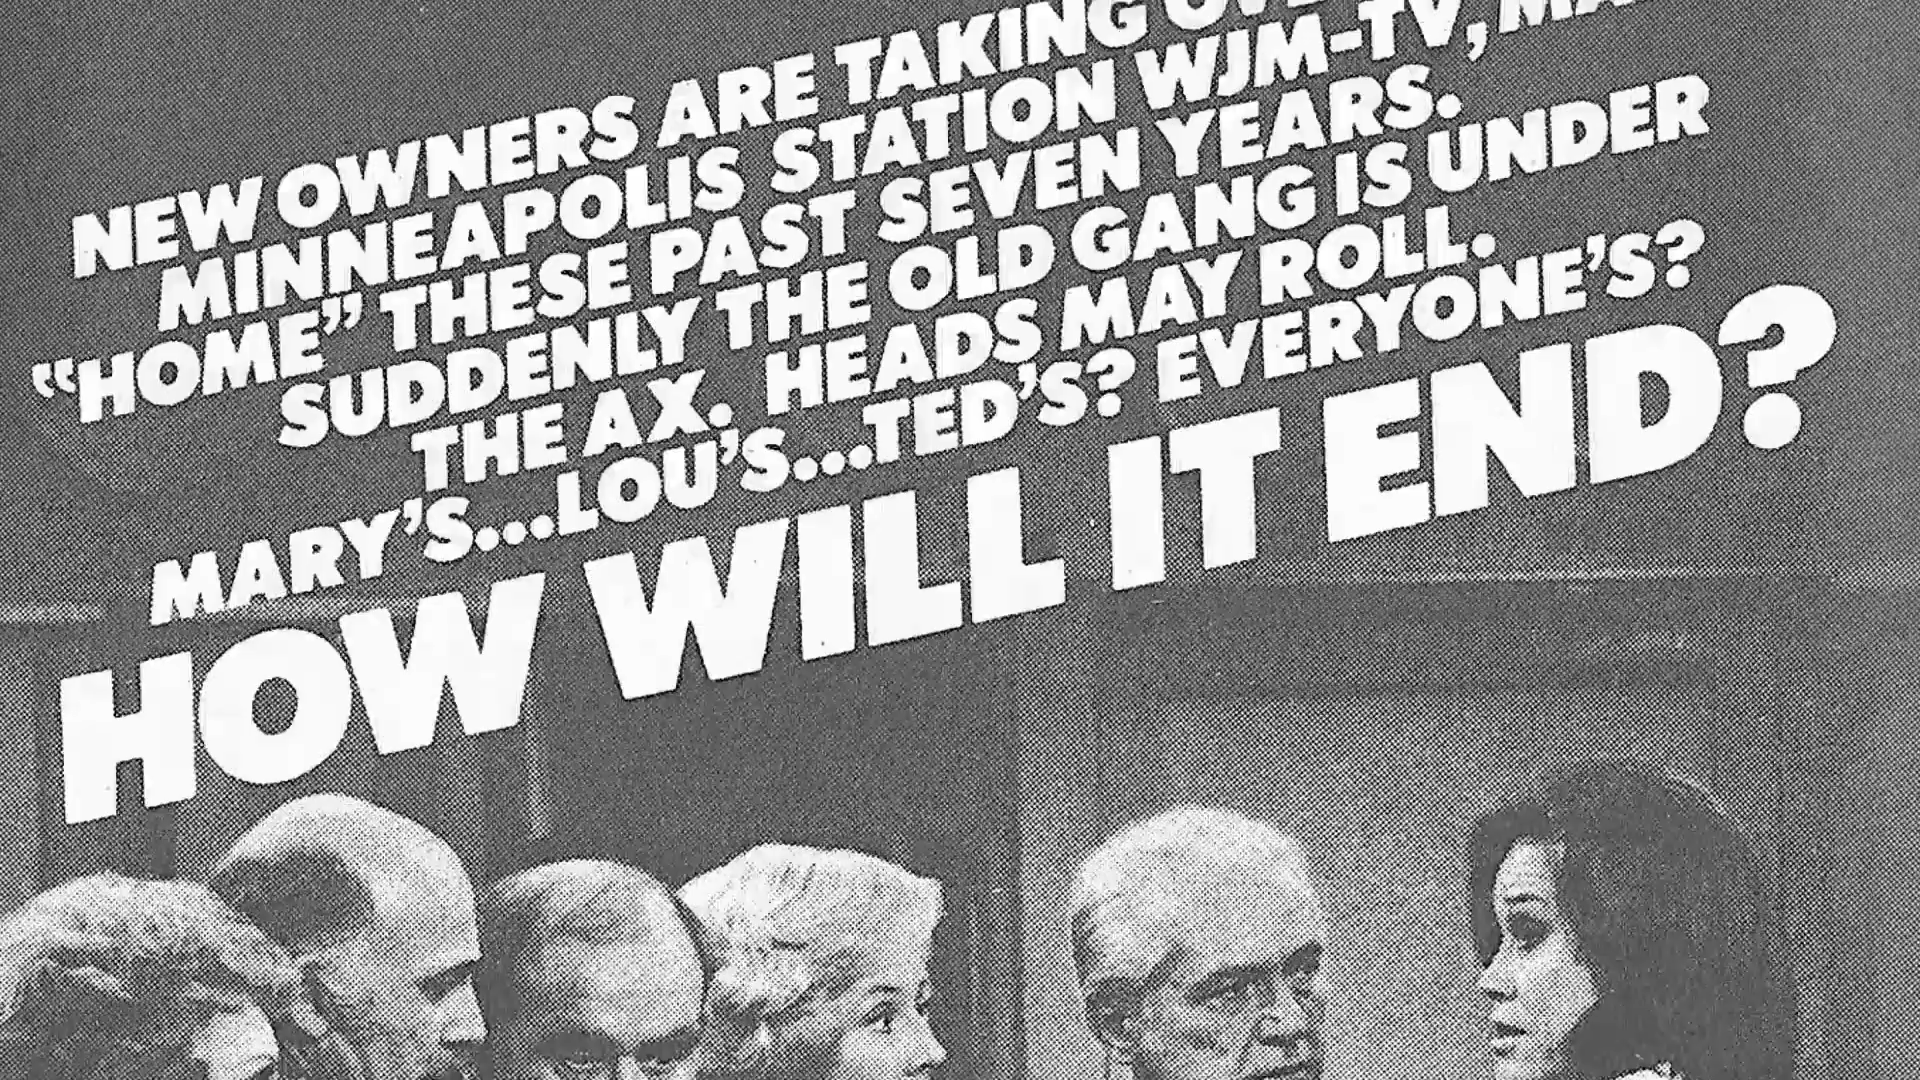 NEW OWNERS ARE TAKING
MINNEAPOLIS STATION WJM-TV,
“HOME” THESE PAST SEVEN YEARS.
SUDDENLY THE OLD GANG IS UNDER
THE AX. HEADS MAY ROLL.
MARY’S...LOU’S...TED’S? EVERYONE’S?
HOW WILL IT END?